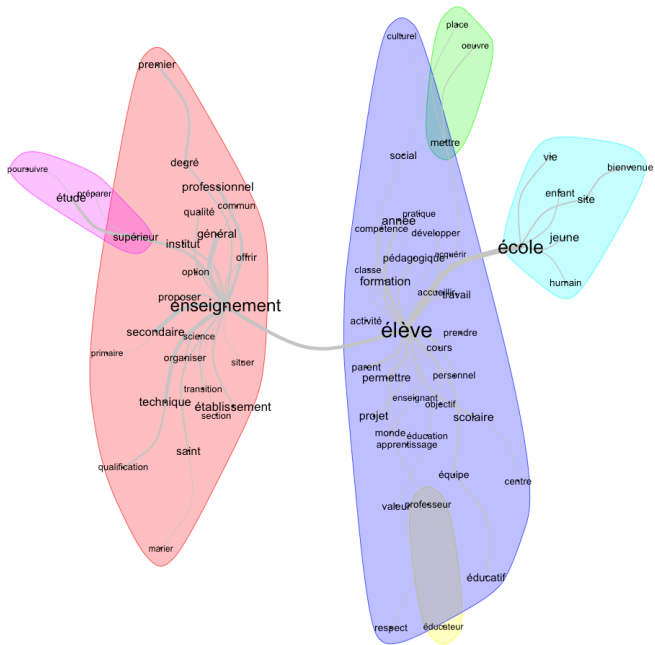 place
culturel
oeuvre
premier
mettre
social
vie
degré
bienvenue
poursuivre
professionnel
préparer
enfant
étude
site
commun
qualité
pratique
année
compétence
développer
général
supérieur
jeune
institut
école
acquérir
offrir
pédagogique
classe
option
formation
humain
accueillir
travail
proposer
enseignement
activité
élève
secondaire
prendre
science
cours
primaire
organiser
situer
parent
personnel
permettre
transition
enseignant
technique
objectif
établissement
section
projet
scolaire
monde
éducation
apprentissage
saint
qualification
équipe
centre
valeur
professeur
marier
éducatif
respect
éducateur